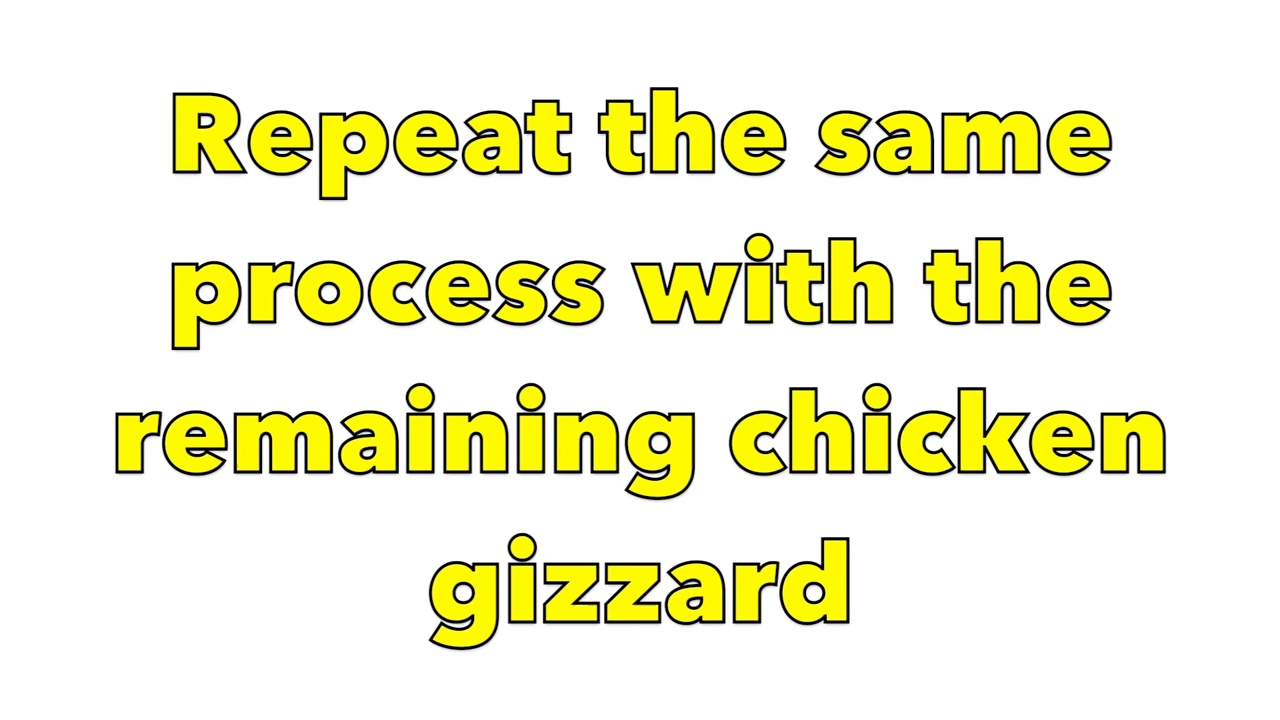 Repeat the same
process with the
remaining chicken
gizzard